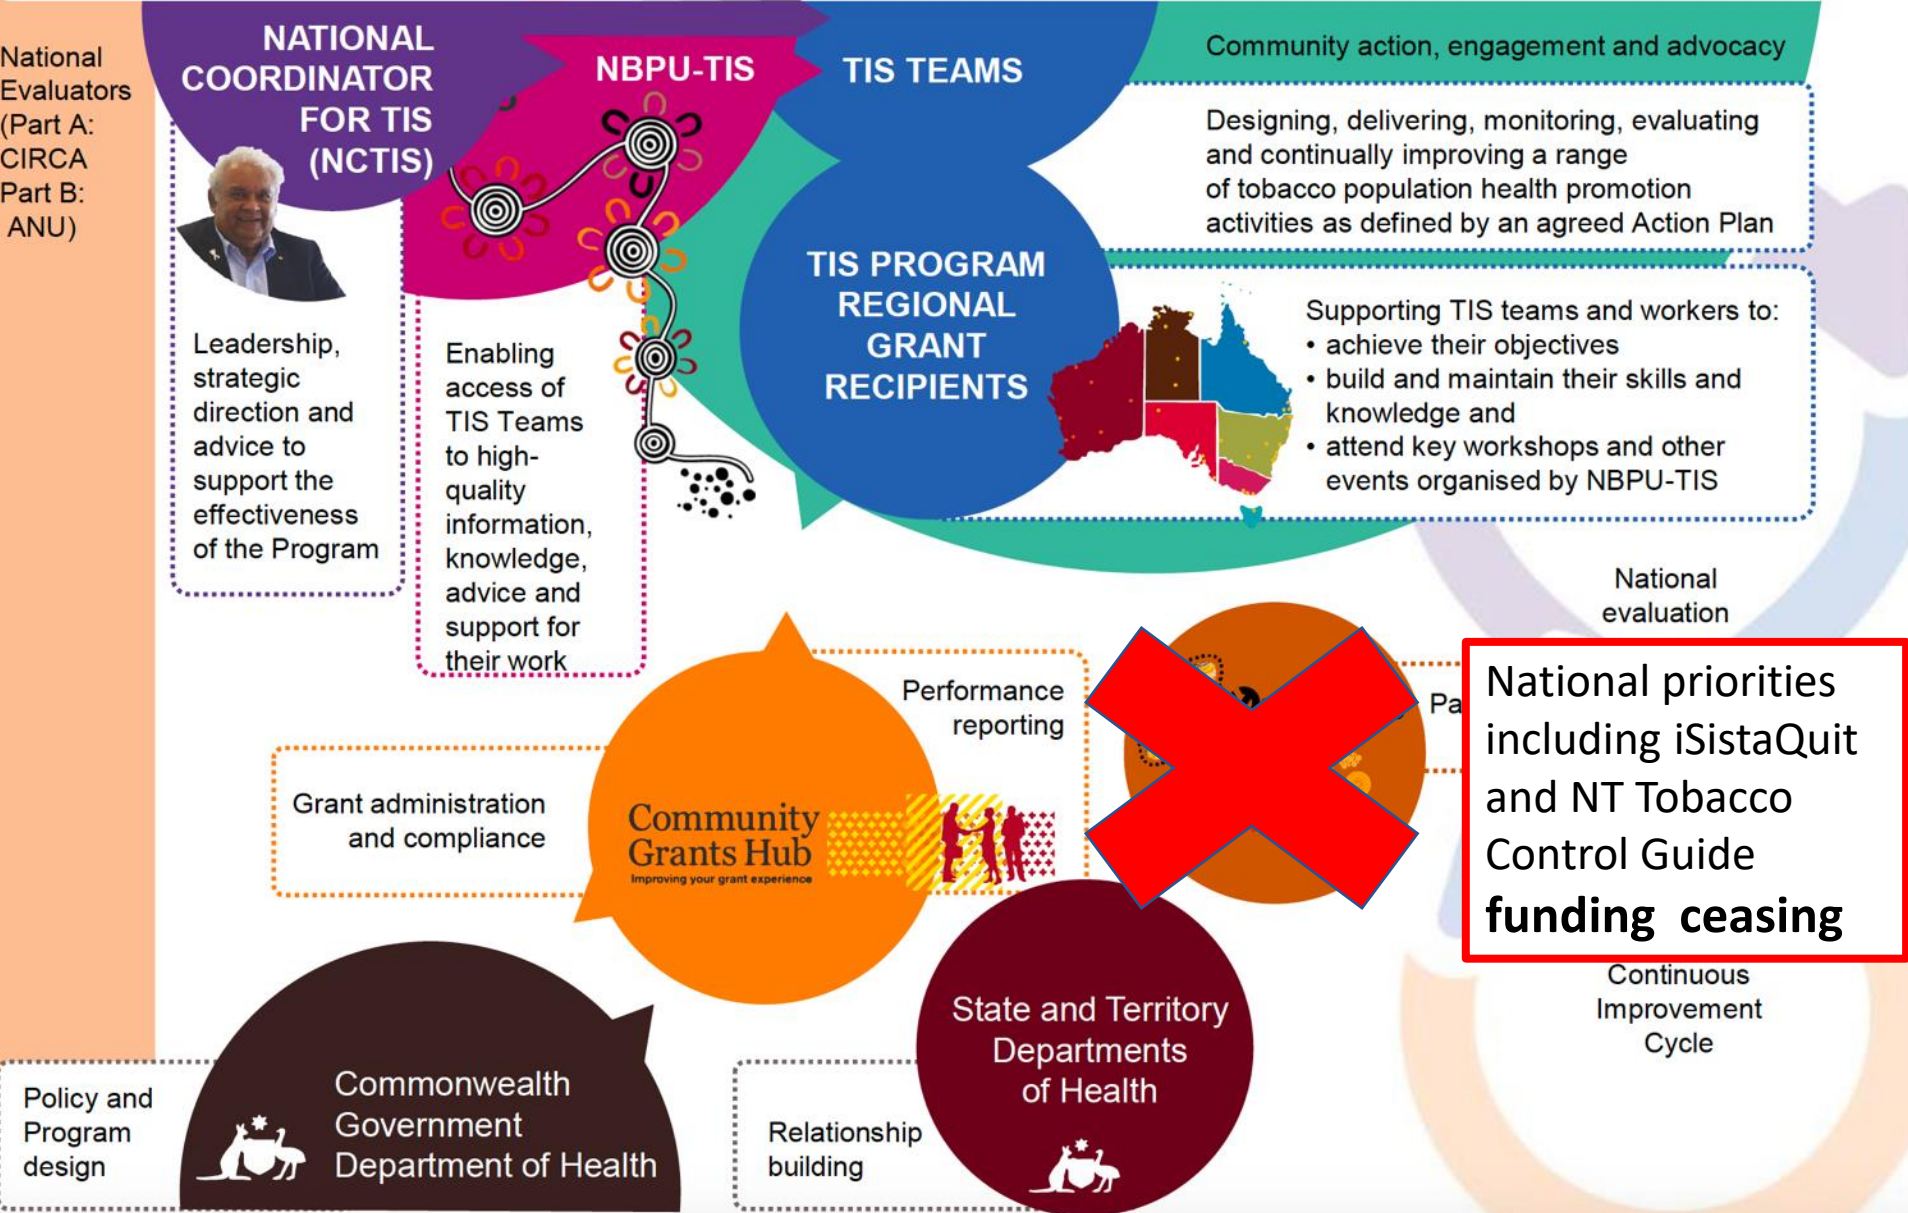 National
Evaluators
(Part A:
CIRCA
Part B:
ANU)
NATIONAL
COORDINATOR
FOR TIS
(NCTIS)
Leadership,
strategic
direction and
advice to
support the
effectiveness
of the Program
NBPU-TIS
Enabling
access of
TIS Teams
to high-
quality
information,
knowledge,
advice and
support for
their work
TIS TEAMS
TIS PROGRAM
REGIONAL
GRANT
RECIPIENTS
Community action, engagement and advocacy
Designing, delivering, monitoring, evaluating
and continually improving a range
of tobacco population health promotion
activities as defined by an agreed Action Plan
Supporting TIS teams and workers to:
• achieve their objectives
• build and maintain their skills and
knowledge and
• attend key workshops and other
events organised by NBPU-TIS
National
evaluation
Performance
reporting
Grant administration
and compliance
Community
Grants Hub
Improving your grant experience
Pa
National priorities
including iSistaQuit
and NT Tobacco
Control Guide
funding ceasing
Continuous
Improvement
Cycle
State and Territory
Departments
of Health
Relationship
building
Commonwealth
Government
Department of Health
Policy and
Program
design